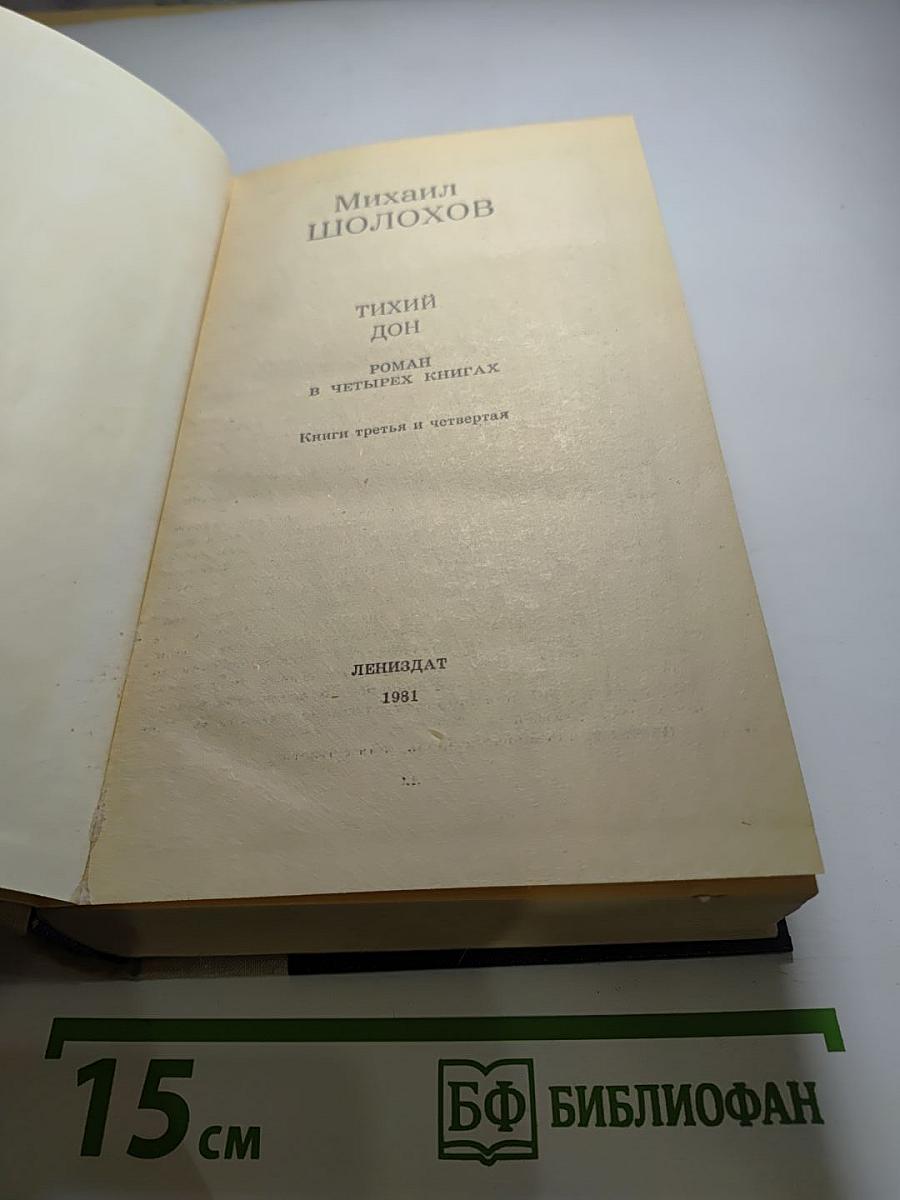 Михаил
ШОЛОХОВ
ТИХИЙ
ДОН
РОМАН
В ЧЕТЫРЕХ КНИГАХ
Книги третья и четвертая
ЛЕНИЗДАТ
1981
15 см
БФ БИБЛИОФАН